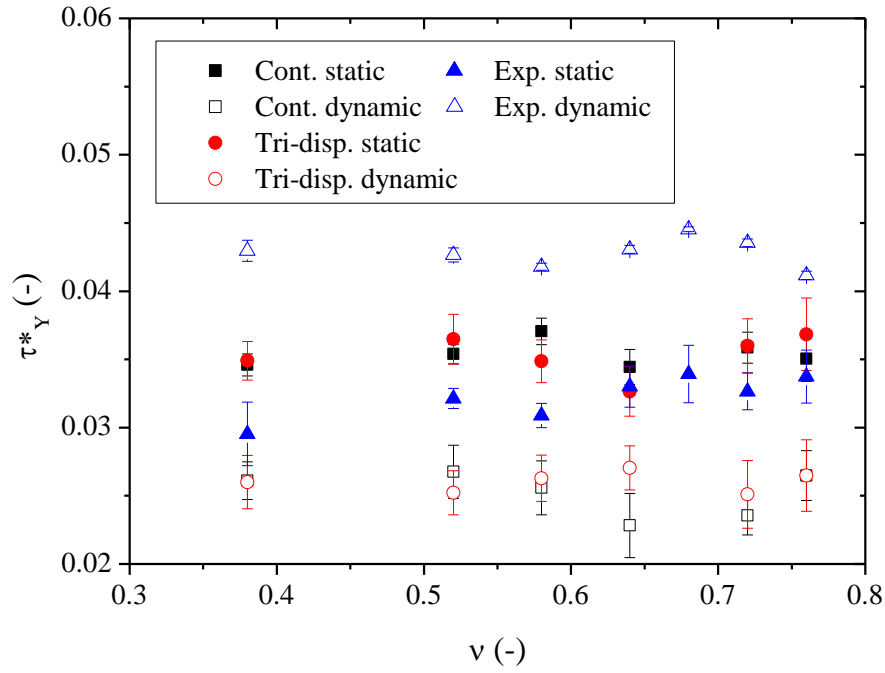 0.06
0.05
0.04
0.03
0.02
τ*Y (-)
Cont. static
Cont. dynamic
Tri-disp. static
Tri-disp. dynamic
Exp. static
Exp. dynamic
0.3 0.4 0.5 0.6 0.7 0.8
ν (-)